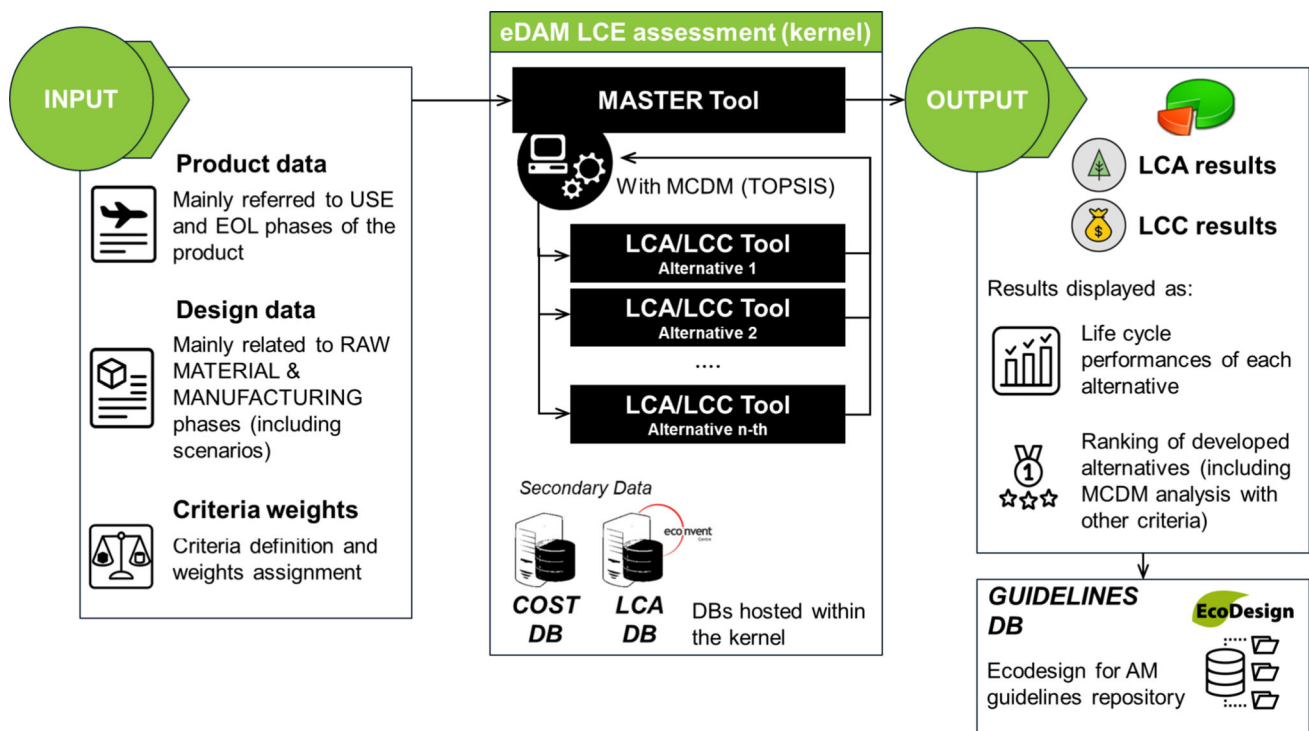 INPUT
Product data
Mainly referred to USE
and EOL phases of the
product
Design data
Mainly related to RAW
MATERIAL &
MANUFACTURING
phases (including
scenarios)
Criteria weights
Criteria definition and
weights assignment
eDAM LCE assessment (kernel)
MASTER Tool
With MCDM (TOPSIS)
LCA/LCC Tool
Alternative 1
LCA/LCC Tool
Alternative 2
....
LCA/LCC Tool
Alternative n-th
Secondary Data
ecoinvent
Centre
COST
DB
LCA
DB
DBs hosted within
the kernel
OUTPUT
LCA results
$
LCC results
Results displayed as:
Life cycle
performances of each
alternative
1
Ranking of developed
alternatives (including
MCDM analysis with
other criteria)
GUIDELINES
DB
EcoDesign
Ecodesign for AM
guidelines repository